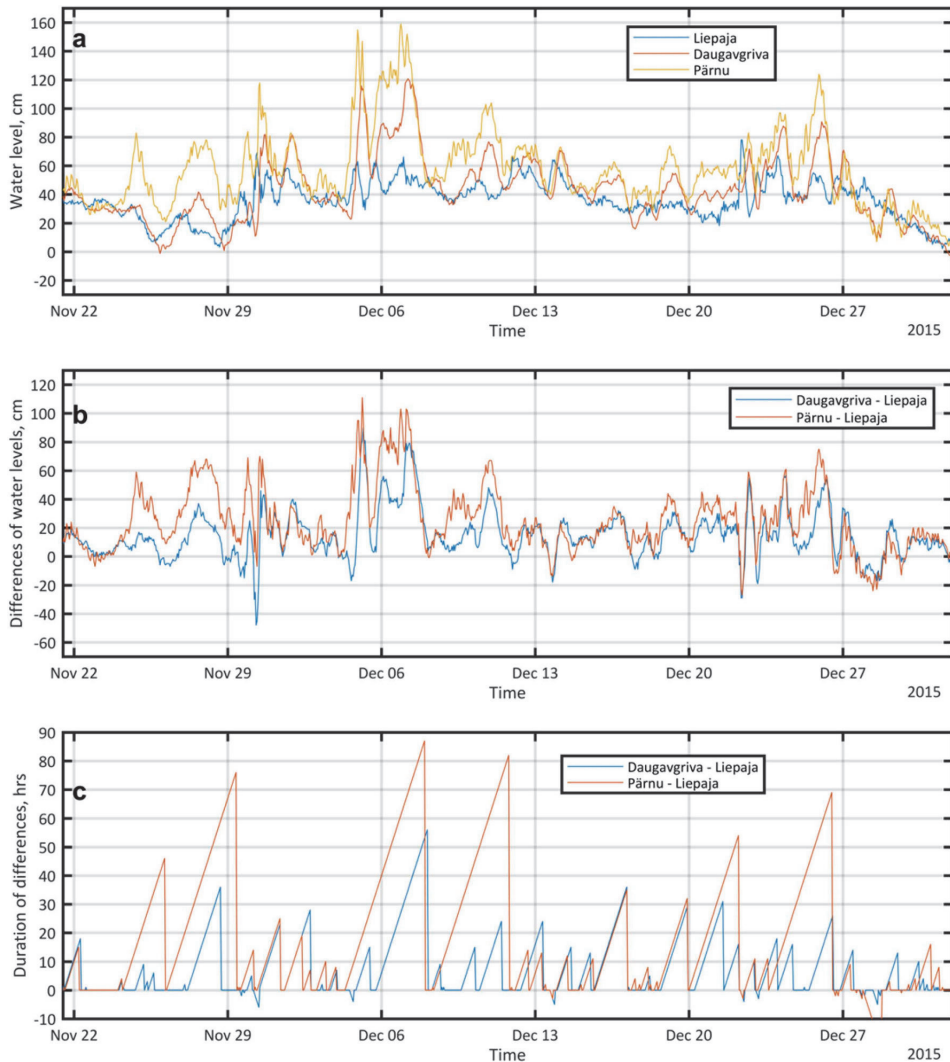 a
Water level, cm
160
140
120
100
80
60
40
20
0
-20
Liepaja
Daugavgriva
Pärnu
Nov 22
Nov 29
Dec 06
Dec 13
Dec 20
Dec 27
Time
2015
b
Differences of water levels, cm
120
100
80
60
40
20
0
-20
-40
-60
Daugavgriva - Liepaja
Pärnu - Liepaja
Nov 22
Nov 29
Dec 06
Dec 13
Dec 20
Dec 27
Time
2015
c
Duration of differences, hrs
90
80
70
60
50
40
30
20
10
0
-10
Daugavgriva - Liepaja
Pärnu - Liepaja
Nov 22
Nov 29
Dec 06
Dec 13
Dec 20
Dec 27
Time
2015